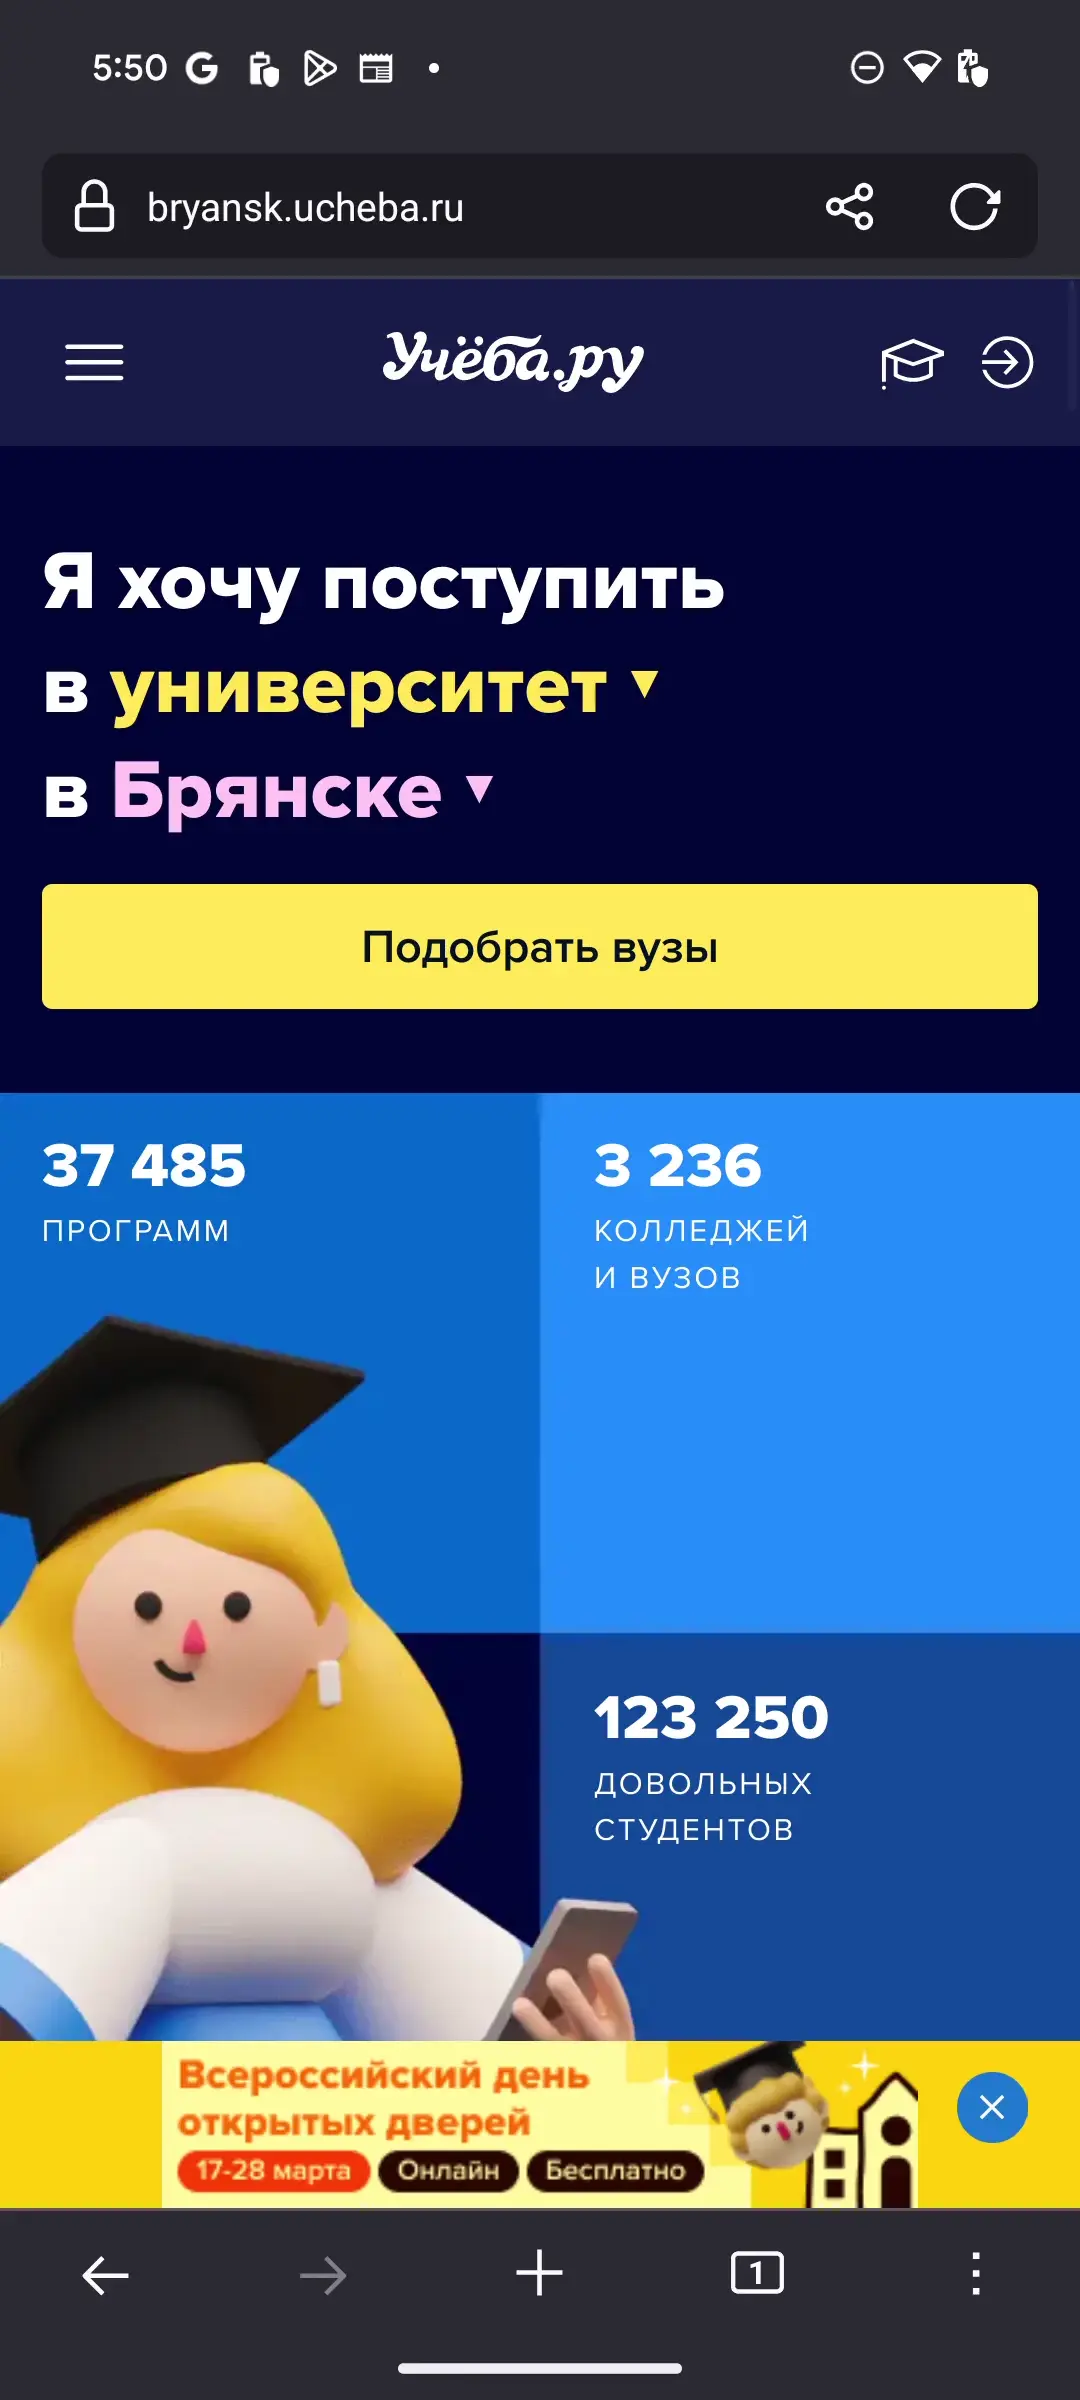 5:50
bryansk.ucheba.ru
Учёба.ру
Я хочу поступить
в университет
в Брянске
Подобрать вузы
37 485
ПРОГРАММ
3 236
КОЛЛЕДЖЕЙ
И ВУЗОВ
123 250
ДОВОЛЬНЫХ
СТУДЕНТОВ
Всероссийский день
открытых дверей
17-28 марта Онлайн Бесплатно
1